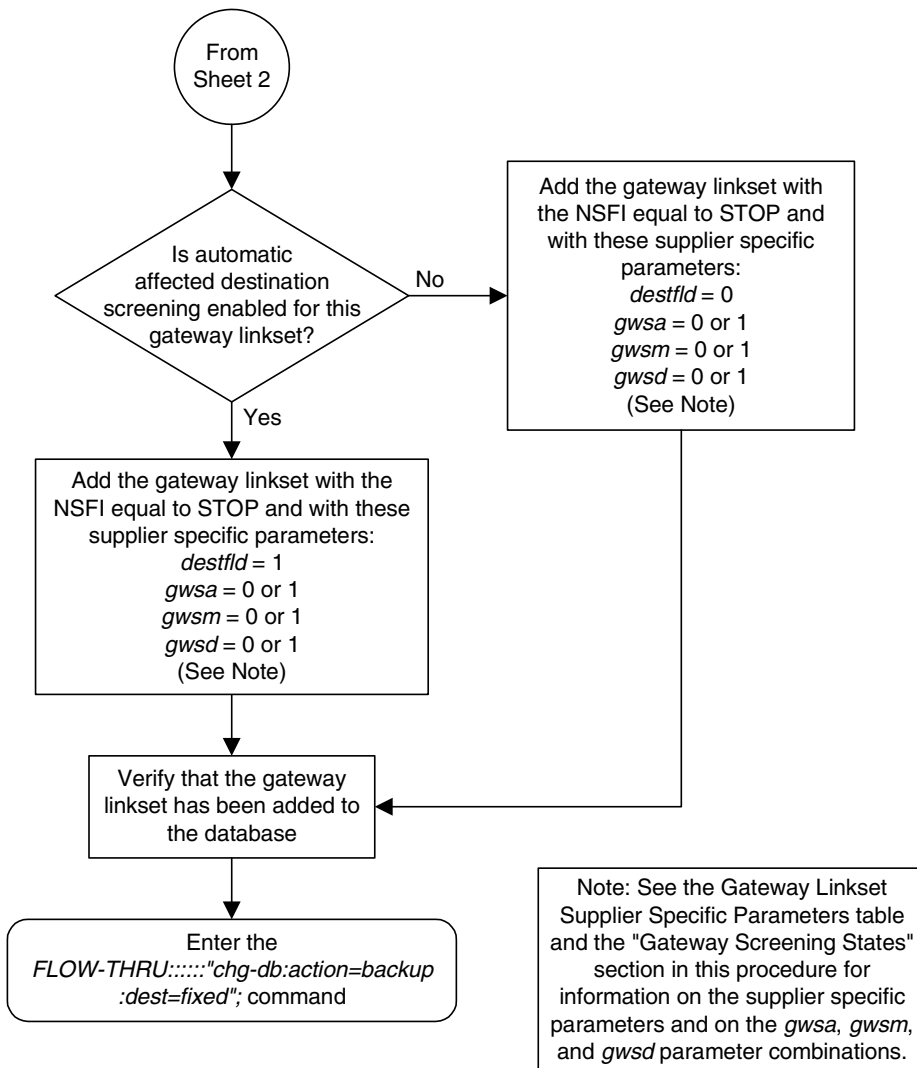 From
Sheet 2
Is automatic
affected destination
screening enabled for this
gateway linkset?
No
Add the gateway linkset with
the NSFI equal to STOP and
with these supplier specific
parameters:
destfld = 0
gwsa = 0 or 1
gwsm = 0 or 1
gwsd = 0 or 1
(See Note)
Yes
Add the gateway linkset with the
NSFI equal to STOP and with these
supplier specific parameters:
destfld = 1
gwsa = 0 or 1
gwsm = 0 or 1
gwsd = 0 or 1
(See Note)
Verify that the gateway
linkset has been added to
the database
Enter the
FLOW-THRU::::::"chg-db:action=backup
:dest=fixed"; command
Note: See the Gateway Linkset
Supplier Specific Parameters table
and the "Gateway Screening States"
section in this procedure for
information on the supplier specific
parameters and on the gwsa, gwsm,
and gwsd parameter combinations.